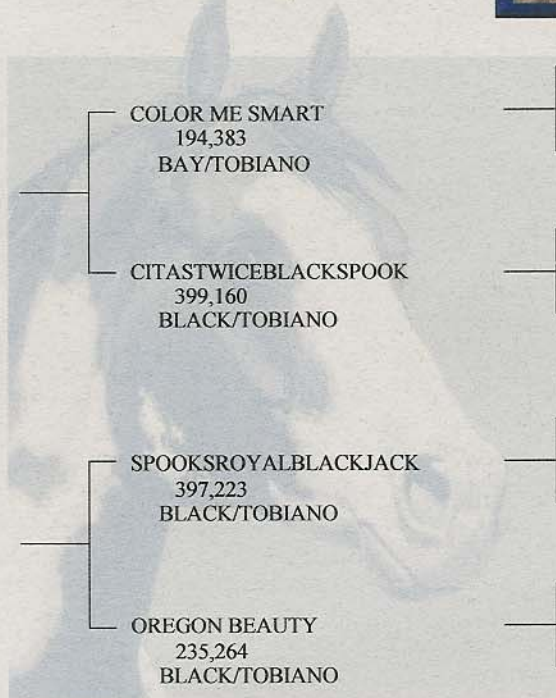 COLOR ME SMART
194,383
BAY/TOBIANO
CITASTWICEBLACKSPOOK
399,160
BLACK/TOBIANO
SPOOKSROYALBLACKJACK
397,223
BLACK/TOBIANO
OREGON BEAUTY
235,264
BLACK/TOBIANO